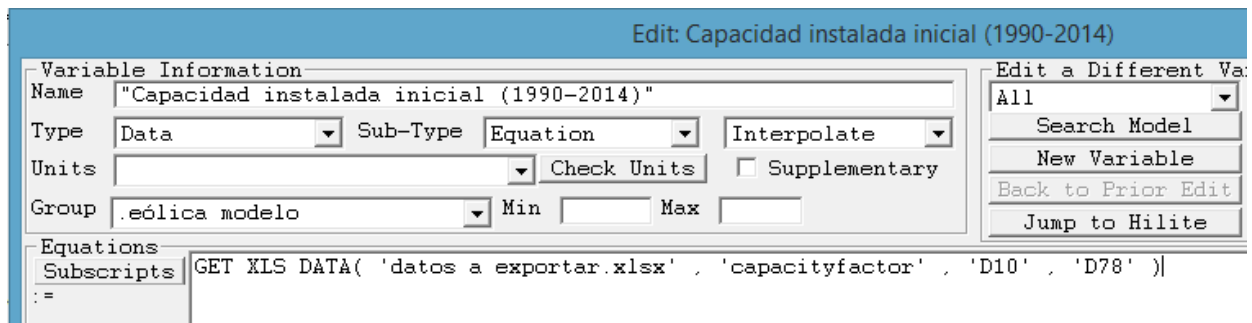 Edit: Capacidad instalada inicial (1990-2014)
Variable Information
Name "Capacidad instalada inicial (1990-2014)"
Type Data Sub-Type Equation Interpolate
Units Check Units Supplementary
Group .eólica modelo Min Max
Edit a Different Va
All
Search Model
New Variable
Back to Prior Edit
Jump to Hilite
Equations
Subscripts GET XLS DATA( 'datos a exportar.xlsx' , 'capacityfactor' , 'D10' , 'D78' )
:=